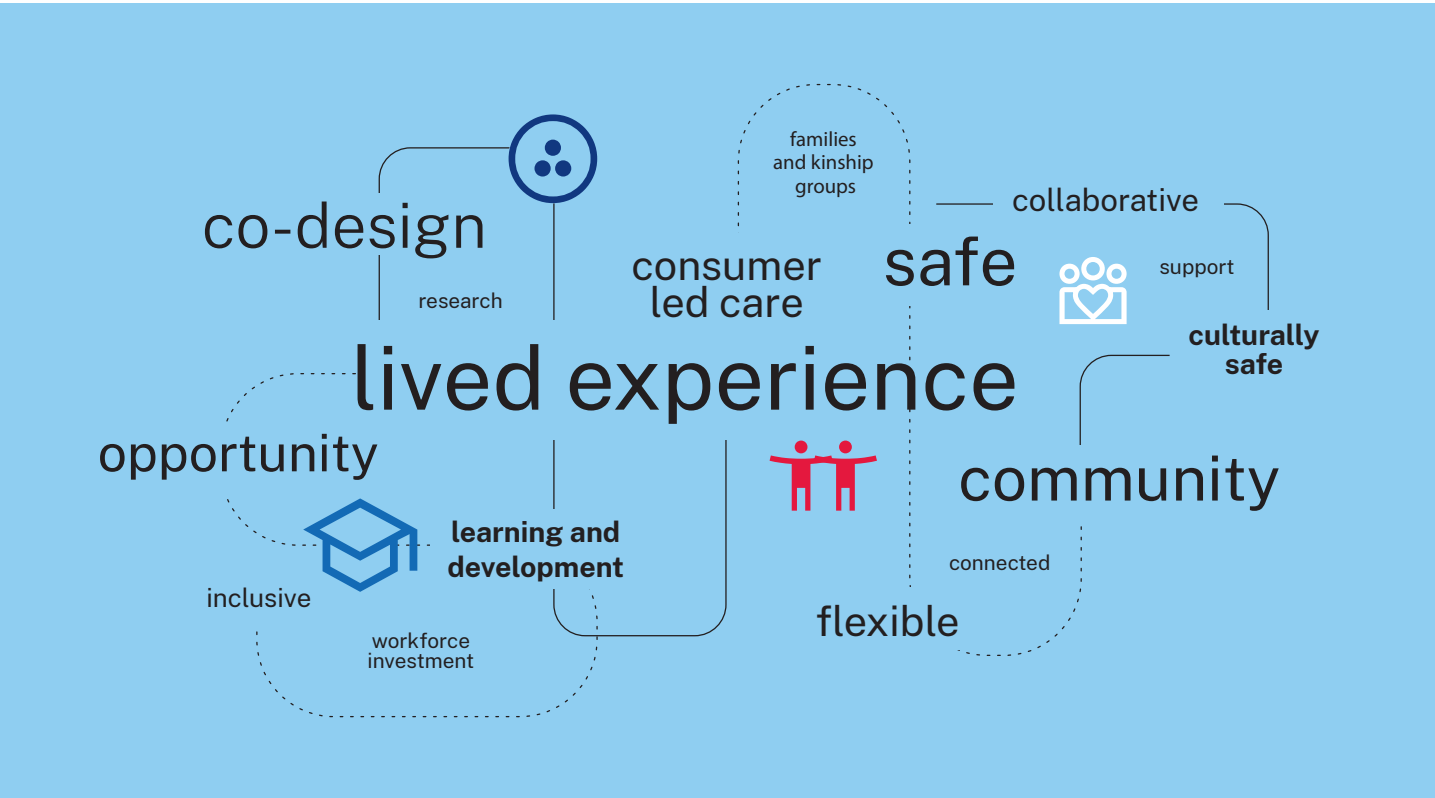 families
and kinship
groups
collaborative
co-design
safe
support
consumer
led care
research
culturally
safe
lived experience
opportunity
community
learning and
development
connected
inclusive
flexible
workforce
investment